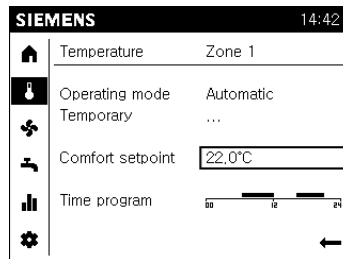 SIEMENS 14:42
Temperature Zone 1
Operating mode Automatic
Temporary ...
Comfort setpoint 22,0°C
Time program
00 12 24